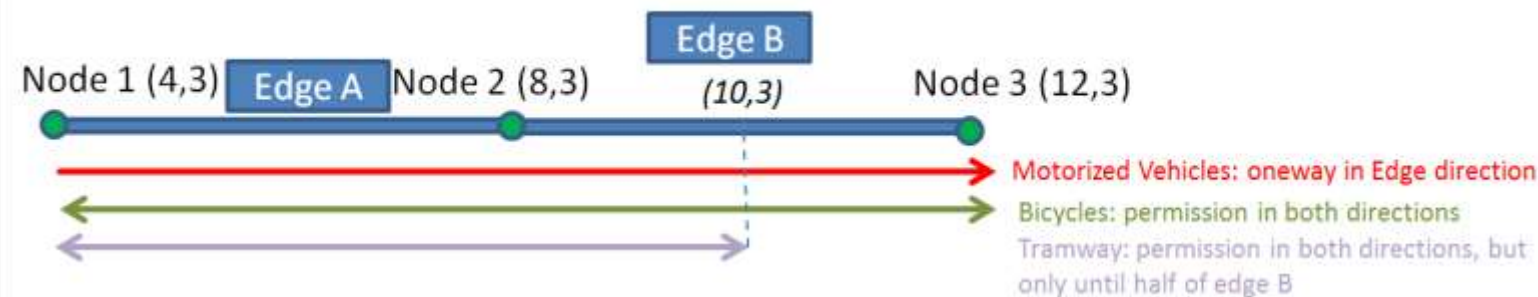 Edge B
Node 1 (4,3) Edge A Node 2 (8,3) (10,3) Node 3 (12,3)
Motorized Vehicles: oneway in Edge direction
Bicycles: permission in both directions
Tramway: permission in both directions, but
only until half of edge B